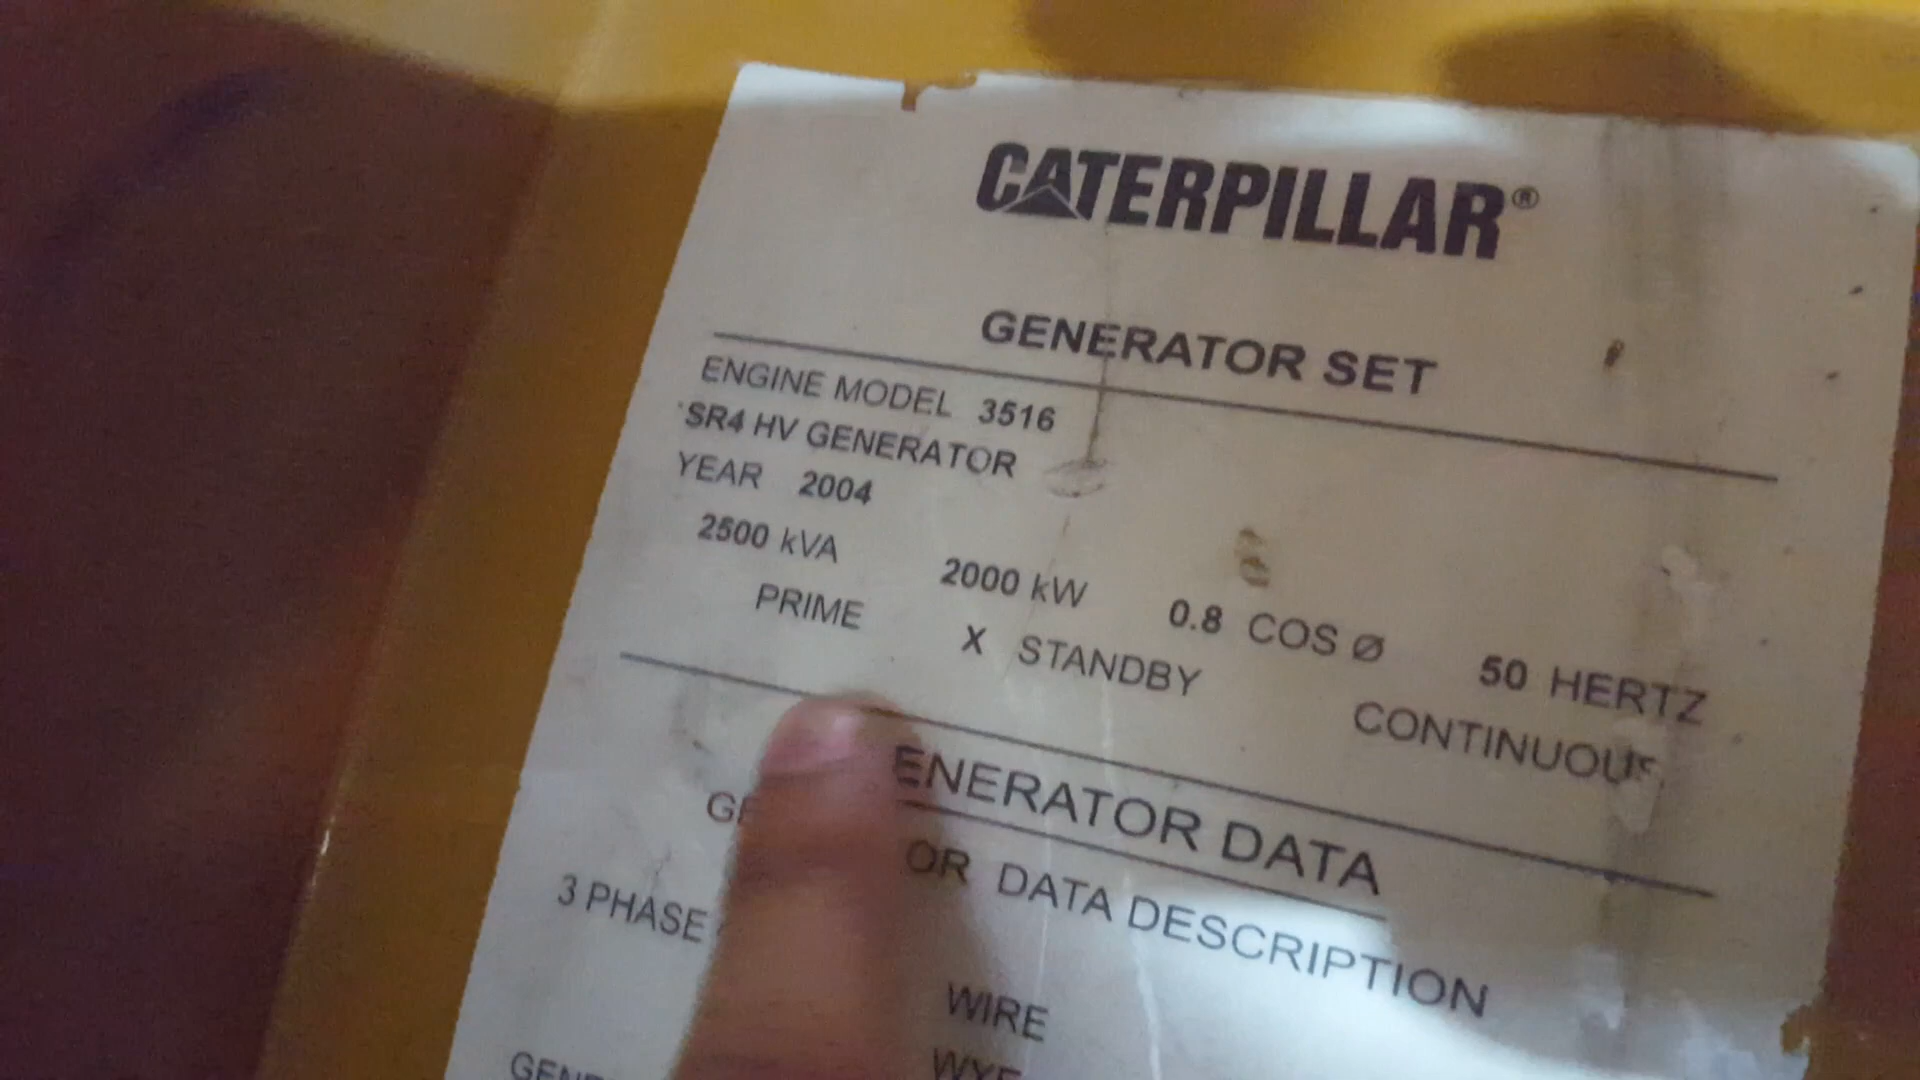 CATERPILLAR®
GENERATOR SET
ENGINE MODEL 3516
SR4 HV GENERATOR
YEAR 2004
2500 kVA 2000 kW 0.8 COS Ø 50 HERTZ
PRIME X STANDBY CONTINUOUS
ENERATOR DATA
OR DATA DESCRIPTION
3 PHASE
WIRE
WYE